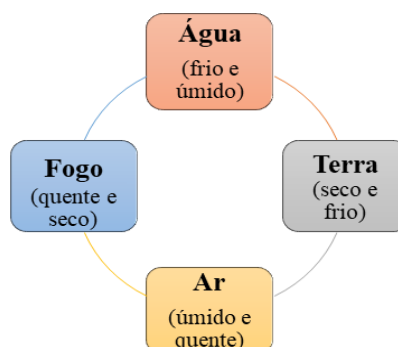 Água
(frio e
úmido)
Fogo
(quente e
seco)
Terra
(seco e
frio)
Ar
(úmido e
quente)